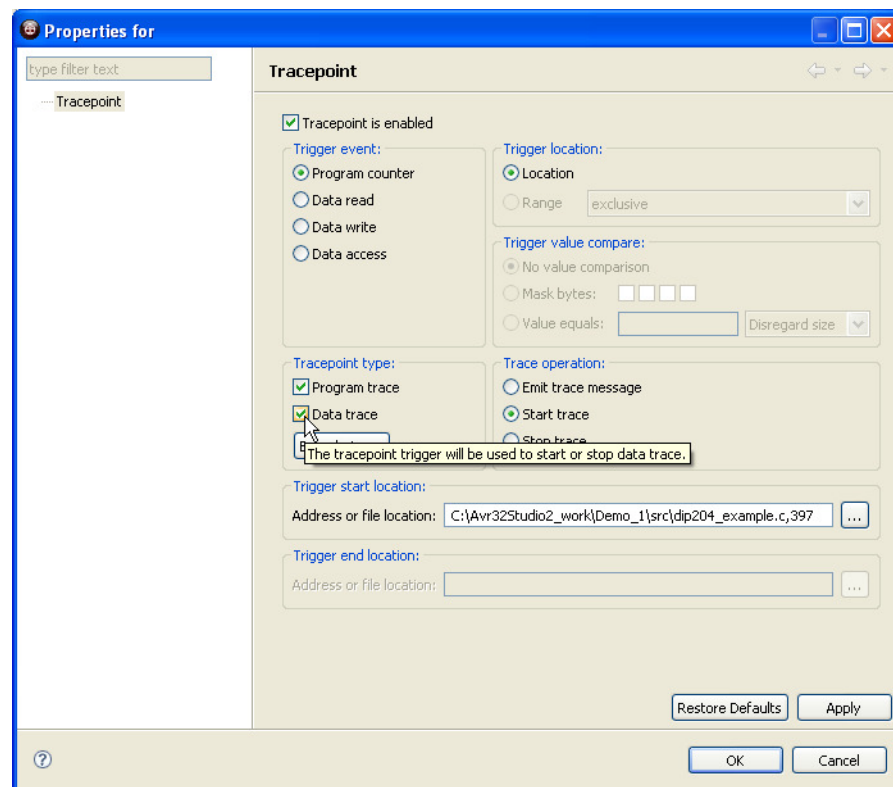 Properties for
type filter text
Tracepoint
Tracepoint
Tracepoint is enabled
Trigger event:
Program counter
Data read
Data write
Data access
Trigger location:
Location
Range exclusive
Trigger value compare:
No value comparison
Mask bytes:
Value equals: Disregard size
Tracepoint type:
Program trace
Data trace
Trace operation:
Emit trace message
Start trace
Stop trace
The tracepoint trigger will be used to start or stop data trace.
Trigger start location:
Address or file location: C:\Avr32Studio2_work\Demo_1\src\dip204_example.c,397 ...
Trigger end location:
Address or file location: ...
Restore Defaults Apply
? OK Cancel